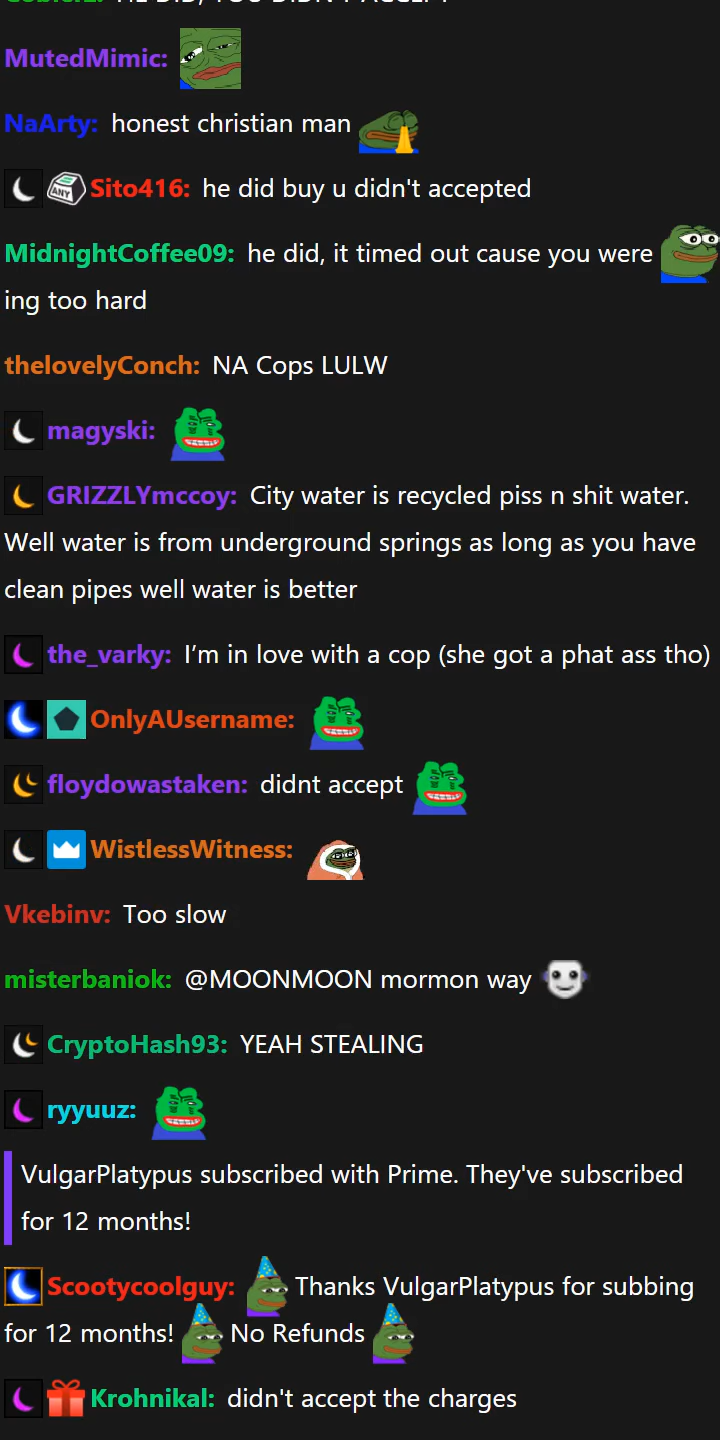 MutedMimic:
NaArty: honest christian man
ANY Sito416: he did buy u didn't accepted
MidnightCoffee09: he did, it timed out cause you were
ing too hard
thelovelyConch: NA Cops LULW
magyski:
GRIZZLYmccoy: City water is recycled piss n shit water.
Well water is from underground springs as long as you have
clean pipes well water is better
the_varky: I’m in love with a cop (she got a phat ass tho)
OnlyAUsername:
floydowastaken: didnt accept
WistlessWitness:
Vkebinv: Too slow
misterbaniok: @MOONMOON mormon way
CryptoHash93: YEAH STEALING
ryyuuz:
VulgarPlatypus subscribed with Prime. They've subscribed
for 12 months!
Scootycoolguy: Thanks VulgarPlatypus for subbing
for 12 months! No Refunds
Krohnikal: didn't accept the charges